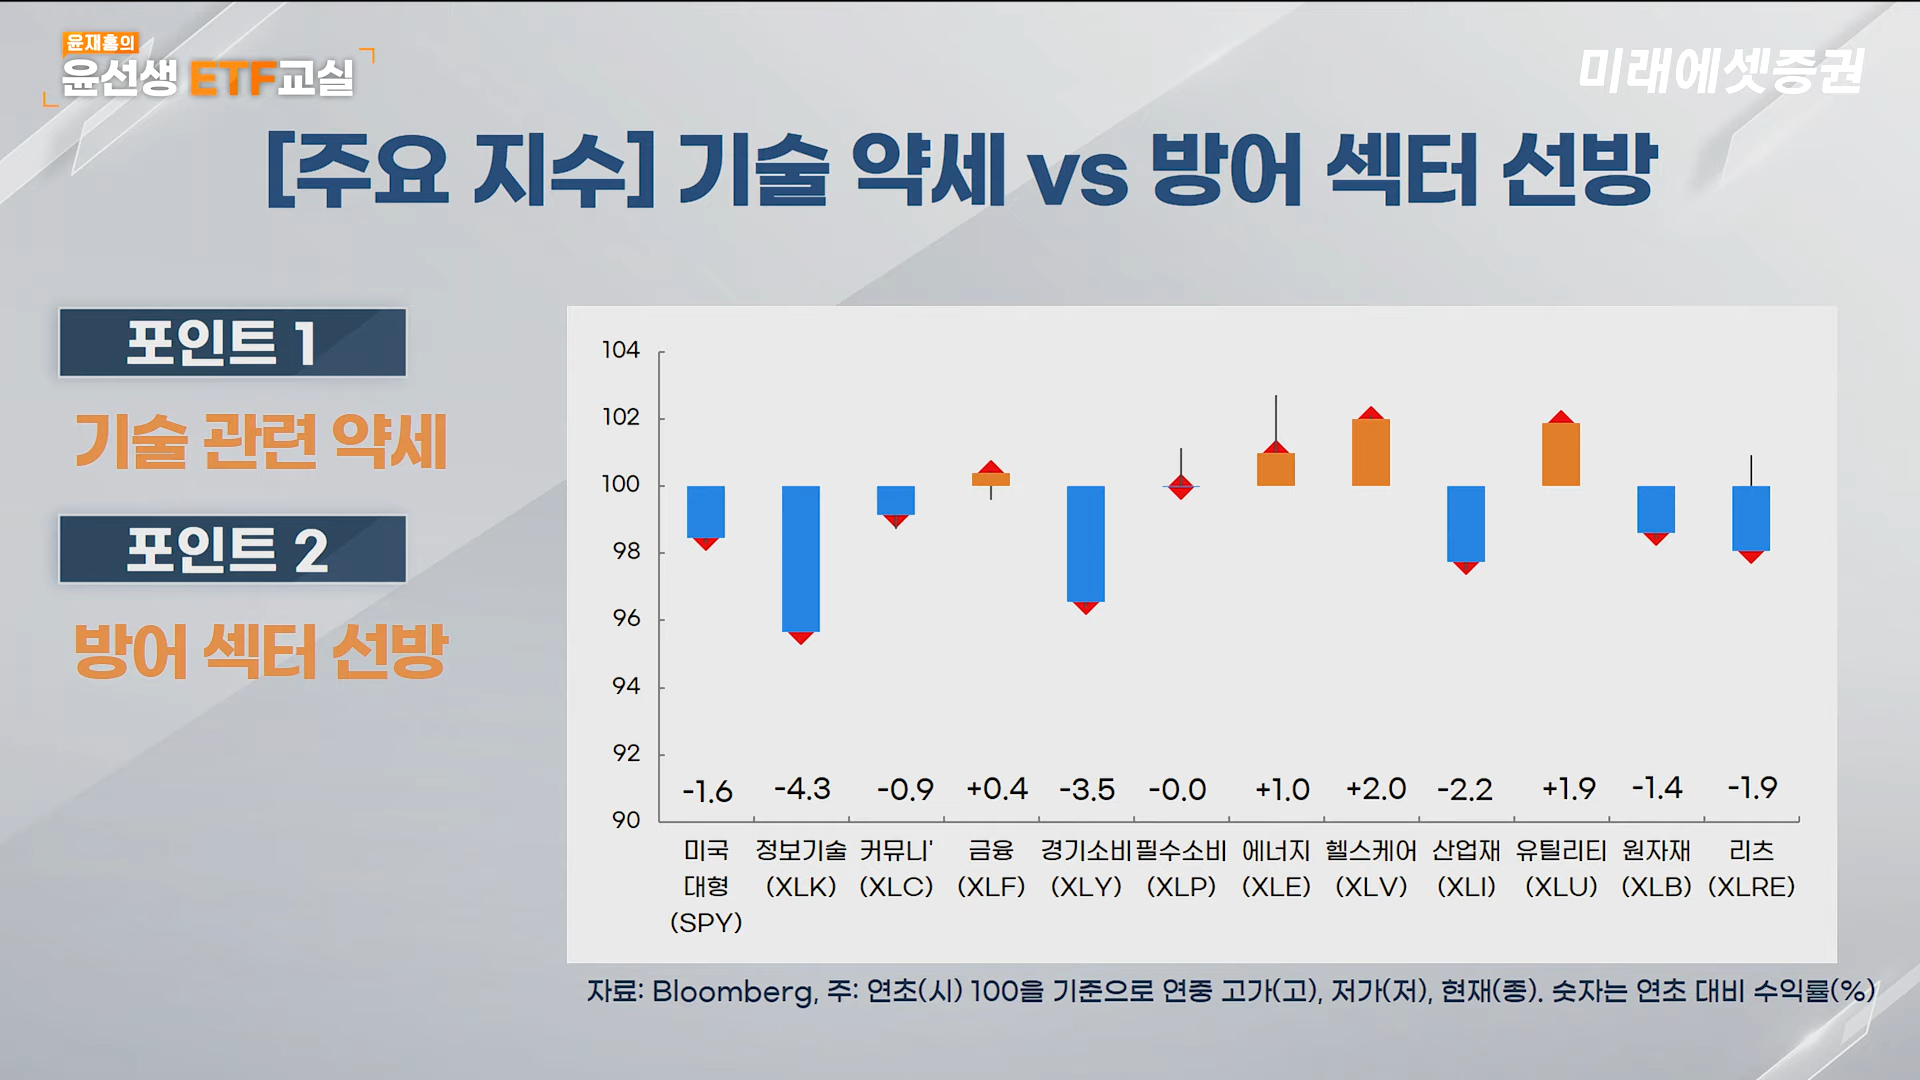 윤재홍의
윤선생 ETF교실
미래에셋증권
[주요 지수] 기술 약세 vs 방어 섹터 선방
포인트 1
기술 관련 약세
포인트 2
방어 섹터 선방
104
102
100
98
96
94
92
90
-1.6 -4.3 -0.9 +0.4 -3.5 -0.0 +1.0 +2.0 -2.2 +1.9 -1.4 -1.9
미국 정보기술 커뮤니' 금융 경기소비 필수소비 에너지 헬스케어 산업재 유틸리티 원자재 리츠
대형 (XLK) (XLC) (XLF) (XLY) (XLP) (XLE) (XLV) (XLI) (XLU) (XLB) (XLRE)
(SPY)
자료: Bloomberg, 주: 연초(시) 100을 기준으로 연중 고가(고), 저가(저), 현재(종). 숫자는 연초 대비 수익률(%)